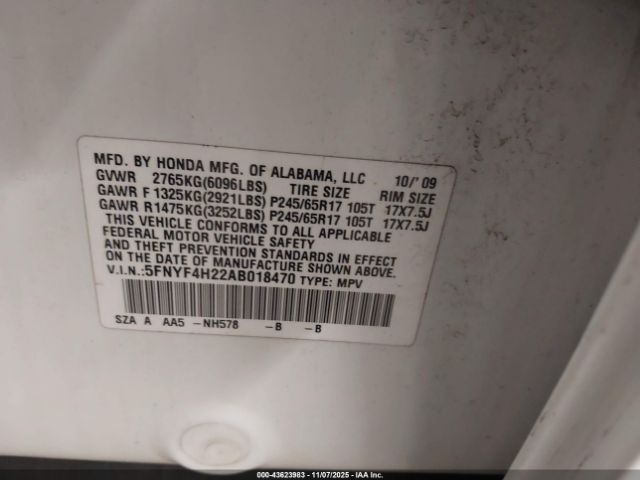 MFD. BY HONDA MFG. OF ALABAMA, LLC 10/'09
GVWR 2765KG(6096LBS) TIRE SIZE RIM SIZE
GAWR F 1325KG(2921LBS) P245/65R17 105T 17X7.5J
GAWR R1475KG(3252LBS) P245/65R17 105T 17X7.5J
THIS VEHICLE CONFORMS TO ALL APPLICABLE
FEDERAL MOTOR VEHICLE SAFETY
AND THEFT PREVENTION STANDARDS IN EFFECT
ON THE DATE OF MANUFACTURE SHOWN ABOVE.
V.I.N.:5FNYF4H22AB018470 TYPE: MPV
SZA A AA5 -NH578 -B -B
000-43623983 - 11/07/2025 - IAA Inc.